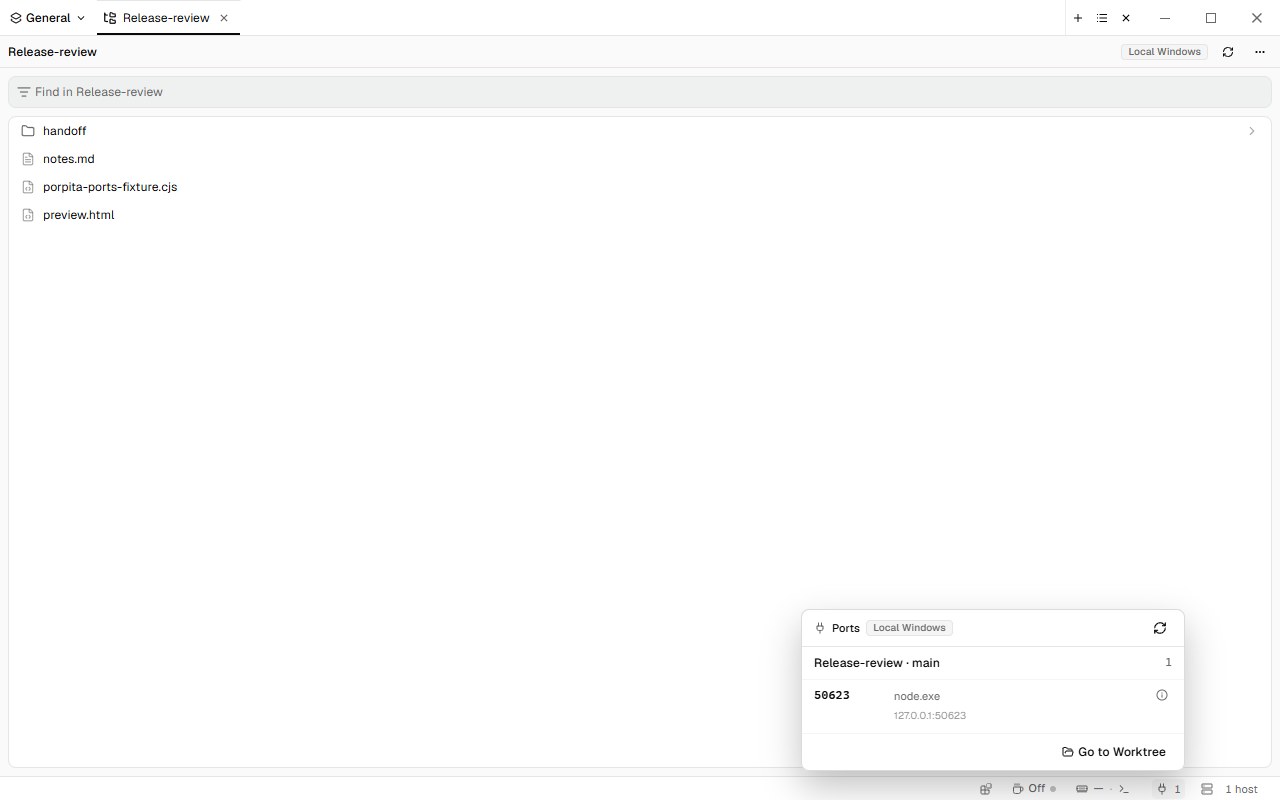 General
Release-review
Release-review
Local Windows
Find in Release-review
handoff
notes.md
porpita-ports-fixture.cjs
preview.html
Ports
Local Windows
Release-review · main
1
50623
node.exe
127.0.0.1:50623
Go to Worktree
Off
1
1 host